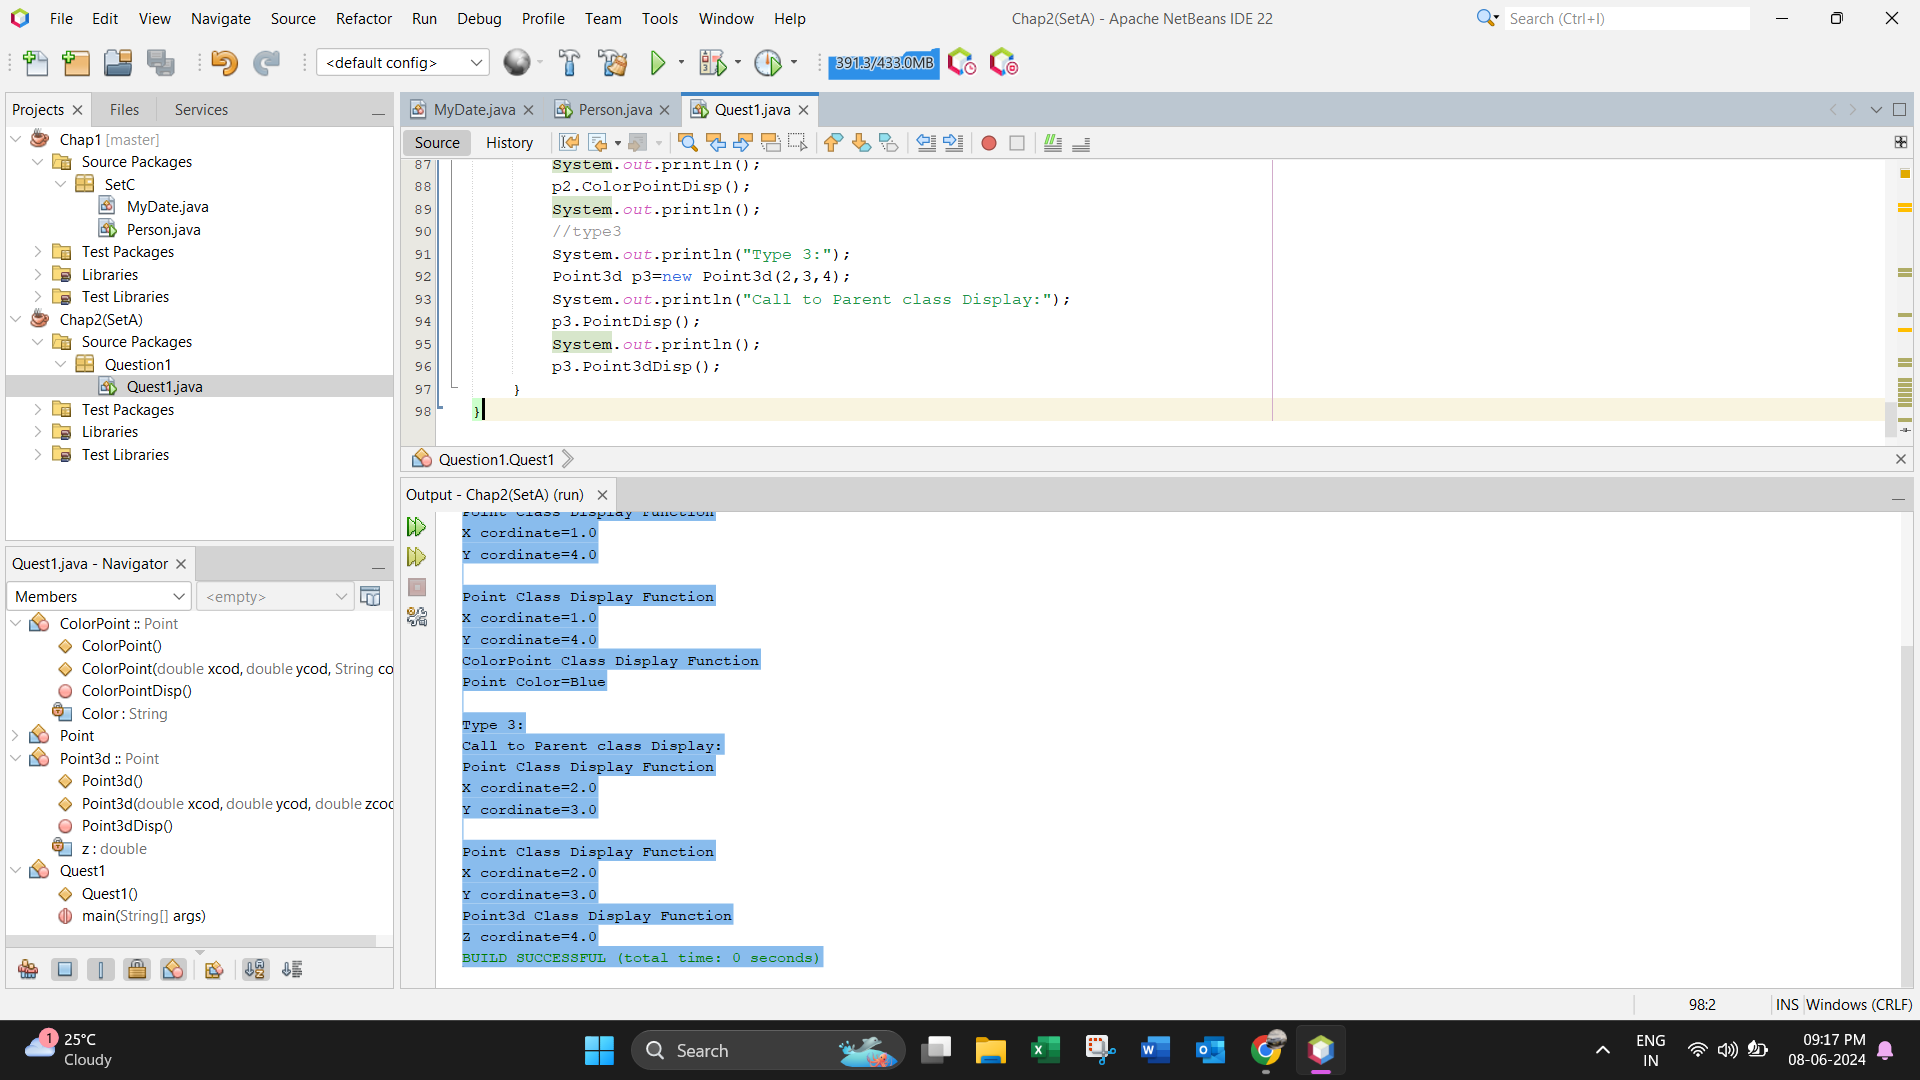 File Edit View Navigate Source Refactor Run Debug Profile Team Tools Window Help
Chap2(SetA) - Apache NetBeans IDE 22
Search (Ctrl+I)
<default config>
391.3/433.0MB
Projects
Files
Services
Chap1 [master]
Source Packages
SetC
MyDate.java
Person.java
Test Packages
Libraries
Test Libraries
Chap2(SetA)
Source Packages
Question1
Quest1.java
Test Packages
Libraries
Test Libraries
Quest1.java - Navigator
Members
<empty>
ColorPoint :: Point
ColorPoint()
ColorPoint(double xcod, double ycod, String co
ColorPointDisp()
Color : String
Point
Point3d :: Point
Point3d()
Point3d(double xcod, double ycod, double zcod
Point3dDisp()
z : double
Quest1
Quest1()
main(String[] args)
MyDate.java
Person.java
Quest1.java
Source
History
87 System.out.println();
88 p2.ColorPointDisp();
89 System.out.println();
90 //type3
91 System.out.println("Type 3:");
92 Point3d p3=new Point3d(2,3,4);
93 System.out.println("Call to Parent class Display:");
94 p3.PointDisp();
95 System.out.println();
96 p3.Point3dDisp();
97 }
98 }
Question1.Quest1
Output - Chap2(SetA) (run)
Point Class Display Function
X cordinate=1.0
Y cordinate=4.0
Point Class Display Function
X cordinate=1.0
Y cordinate=4.0
ColorPoint Class Display Function
Point Color=Blue
Type 3:
Call to Parent class Display:
Point Class Display Function
X cordinate=2.0
Y cordinate=3.0
Point Class Display Function
X cordinate=2.0
Y cordinate=3.0
Point3d Class Display Function
Z cordinate=4.0
BUILD SUCCESSFUL (total time: 0 seconds)
98:2
INS
Windows (CRLF)
1
25°C
Cloudy
Search
ENG
IN
09:17 PM
08-06-2024